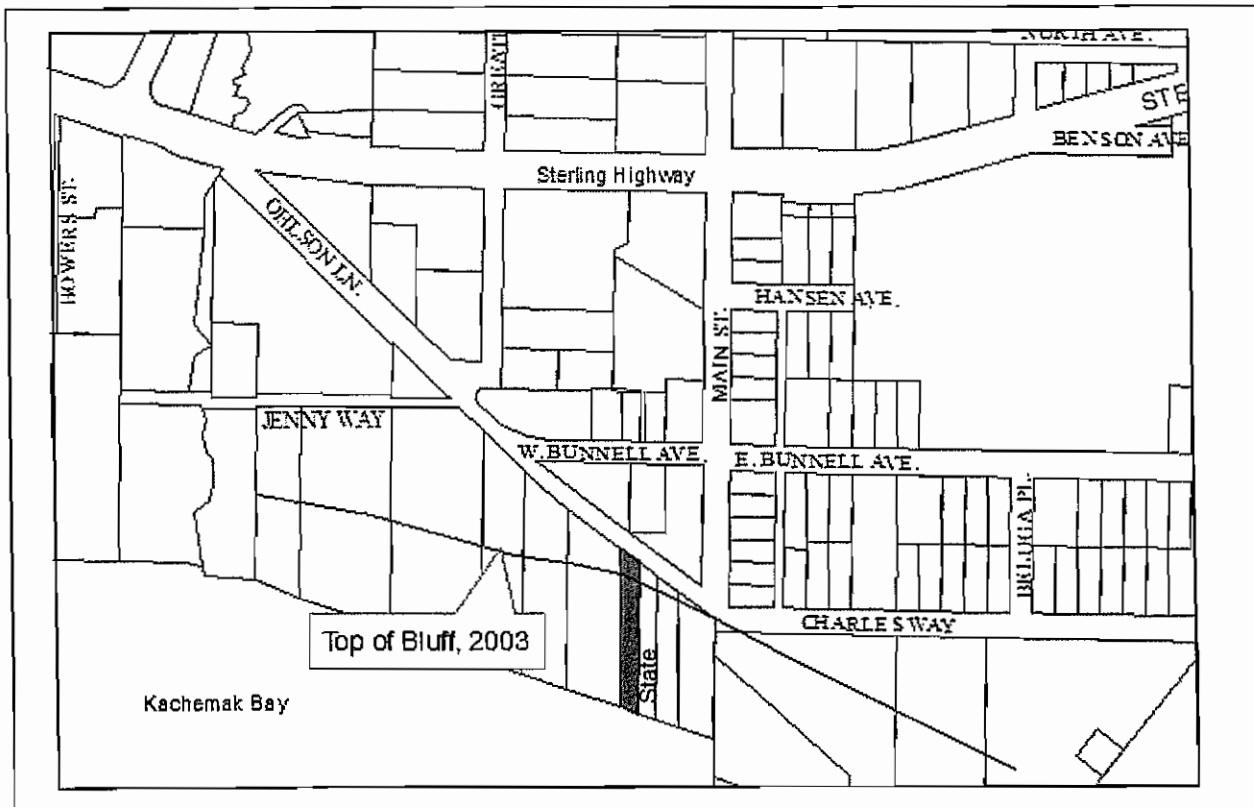 NORTH AVE.
GREAT
STE
BENSON AVE
Sterling Highway
BOWERS ST.
OHLSON LN.
HANSEN AVE.
MAIN ST.
JENNY WAY
W. BUNNELL AVE.
E. BUNNELL AVE.
BELUGA PL.
CHARLES WAY
Top of Bluff, 2003
State
Kachemak Bay